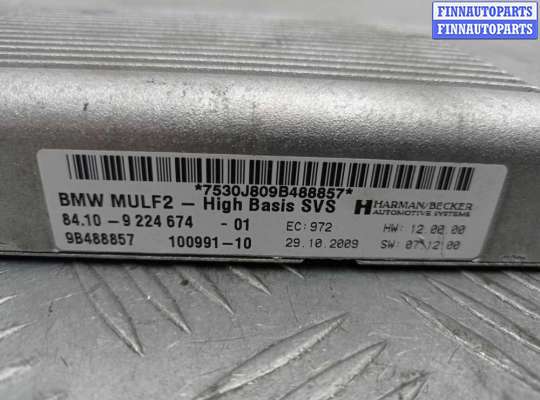 FINNAUTOPARTS
FINNAUTOPARTS
*7530J809B488857*
BMW MULF2 – High Basis SVS
HARMAN/BECKER
AUTOMOTIVE SYSTEMS
84.10 – 9 224 674 – 01
EC: 972
HW: 12.00.00
9B488857
100991–10
29.10.2009
SW: 07.12.00